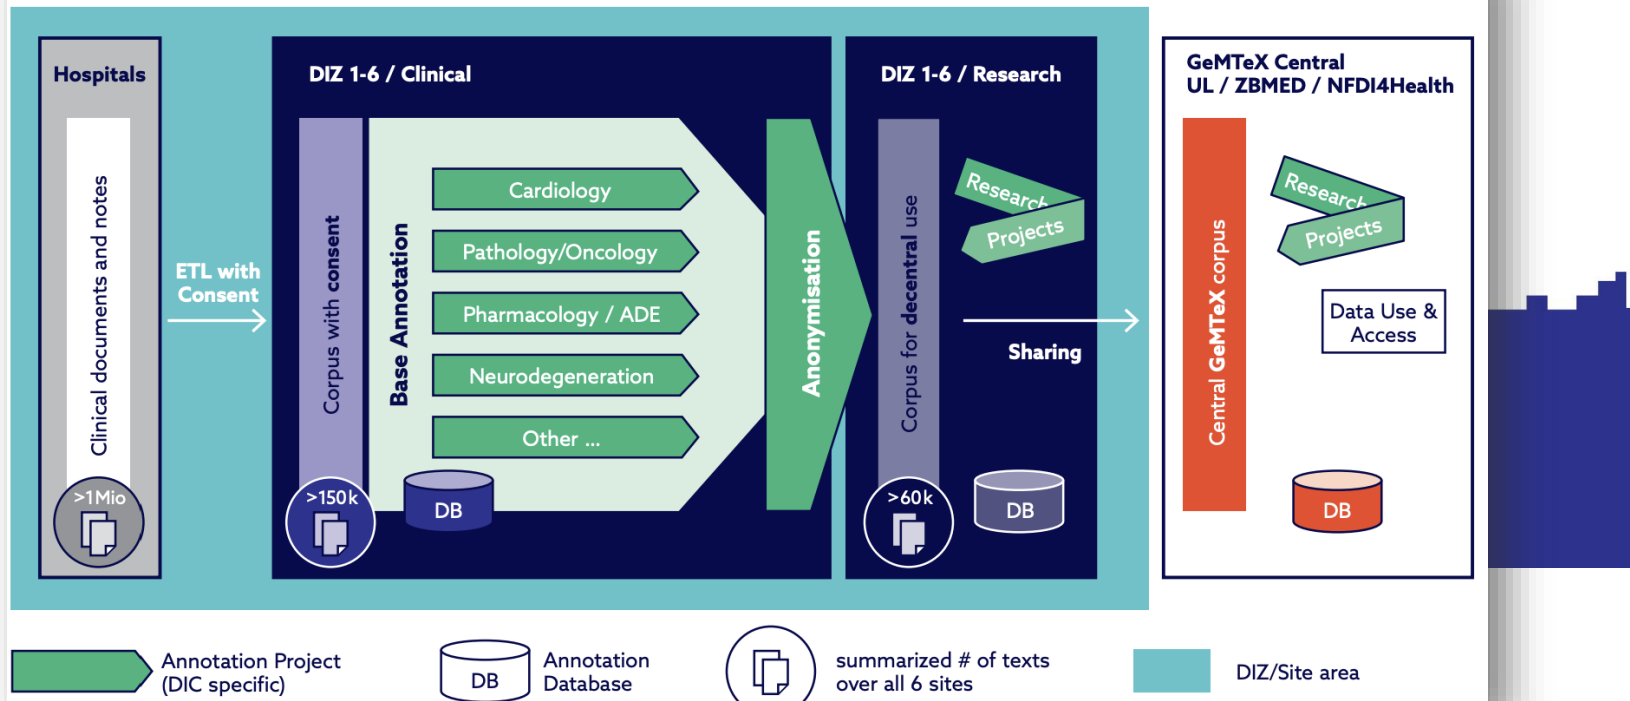 Hospitals
Clinical documents and notes
>1Mio
ETL with
Consent
DIZ 1-6 / Clinical
Corpus with consent
>150k
Base Annotation
Cardiology
Pathology/Oncology
Pharmacology / ADE
Neurodegeneration
Other ...
DB
Anonymisation
DIZ 1-6 / Research
Corpus for decentral use
>60k
Research
Projects
Sharing
DB
GeMTeX Central
UL / ZBMED / NFDI4Health
Central GeMTeX corpus
Research
Projects
Data Use &
Access
DB
Annotation Project
(DIC specific)
DB
Annotation
Database
summarized # of texts
over all 6 sites
DIZ/Site area